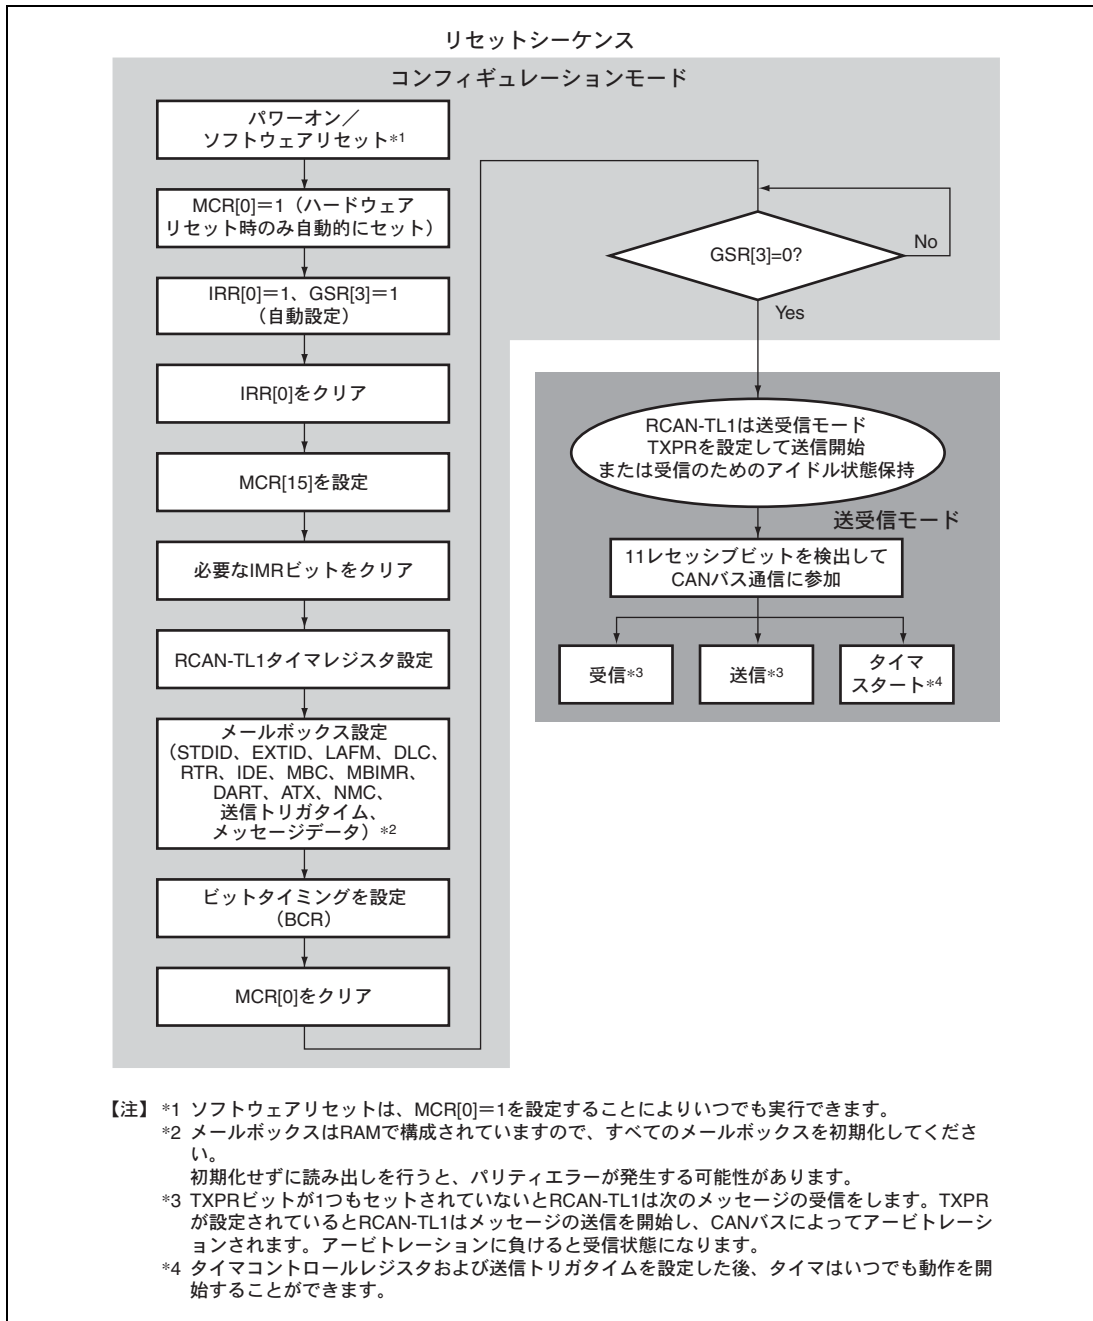 リセットシーケンス
コンフィギュレーションモード
パワーオン／
ソフトウェアリセット*1
MCR[0]＝1（ハードウェア
リセット時のみ自動的にセット）
IRR[0]＝1、GSR[3]＝1
（自動設定）
IRR[0]をクリア
MCR[15]を設定
必要なIMRビットをクリア
RCAN-TL1タイマレジスタ設定
メールボックス設定
（STDID、EXTID、LAFM、DLC、
RTR、IDE、MBC、MBIMR、
DART、ATX、NMC、
送信トリガタイム、
メッセージデータ）*2
ビットタイミングを設定
（BCR）
MCR[0]をクリア
GSR[3]=0?
No
Yes
RCAN-TL1は送受信モード
TXPRを設定して送信開始
または受信のためのアイドル状態保持
送受信モード
11レセッシブビットを検出して
CANバス通信に参加
受信*3
送信*3
タイマ
スタート*4
【注】 *1 ソフトウェアリセットは、MCR[0]＝1を設定することによりいつでも実行できます。
*2 メールボックスはRAMで構成されていますので、すべてのメールボックスを初期化してくださ
い。
初期化せずに読み出しを行うと、パリティエラーが発生する可能性があります。
*3 TXPRビットが1つもセットされていないとRCAN-TL1は次のメッセージの受信をします。TXPR
が設定されているとRCAN-TL1はメッセージの送信を開始し、CANバスによってアービトレーシ
ョンされます。アービトレーションに負けると受信状態になります。
*4 タイマコントロールレジスタおよび送信トリガタイムを設定した後、タイマはいつでも動作を開
始することができます。